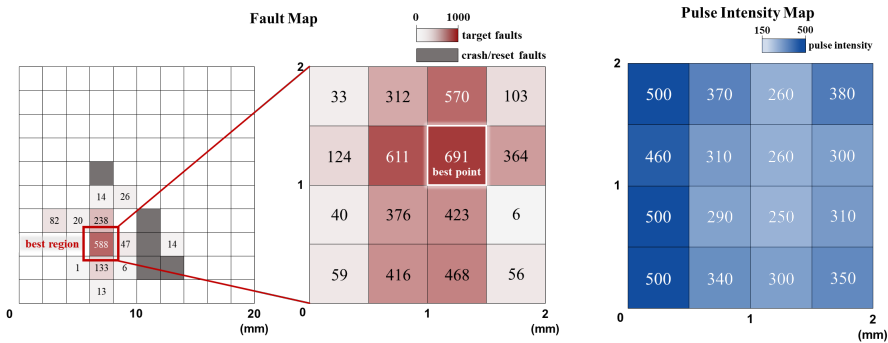 Fault Map
0 1000
target faults
crash/reset faults
14 26
82 20 238
best region 588 47 14
1 133 6
13
0 10 20
(mm)
2
33 312 570 103
124 611 691 364
best point
1
40 376 423 6
59 416 468 56
0 1 2
(mm)
Pulse Intensity Map
150 500
pulse intensity
2
500 370 260 380
460 310 260 300
1
500 290 250 310
500 340 300 350
0 1 2
(mm)